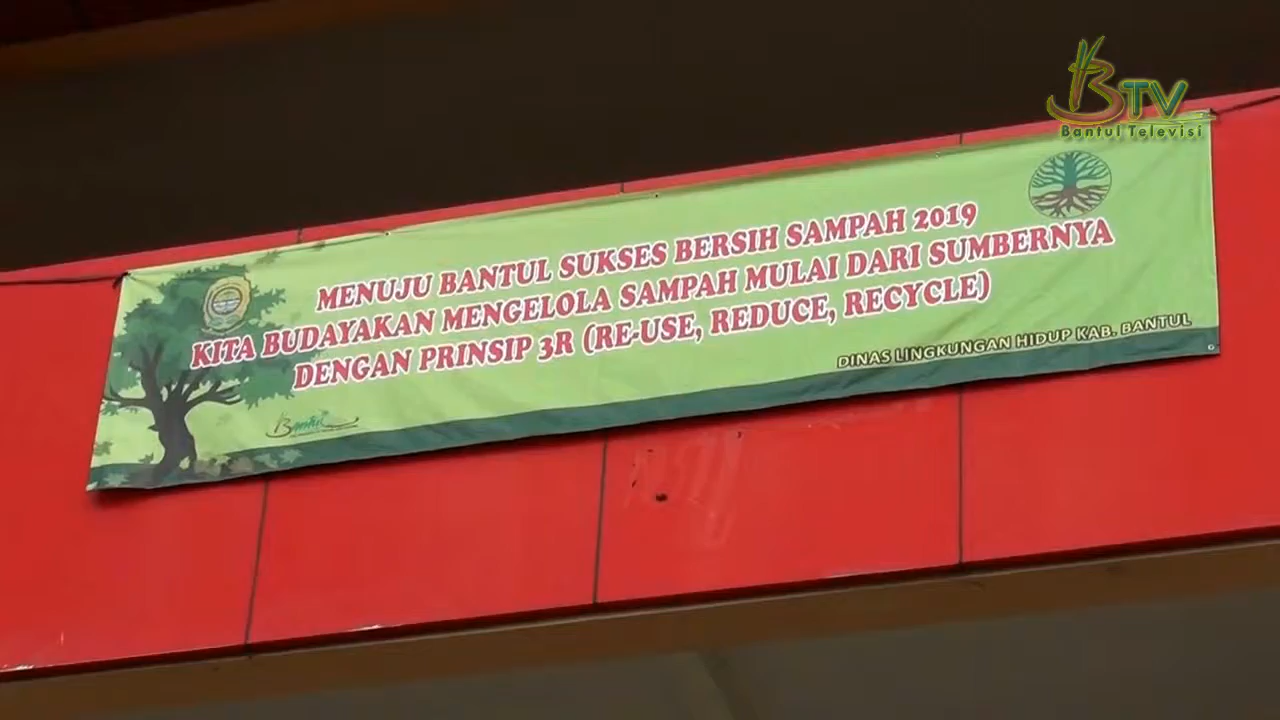 BTV
Bantul Televisi
MENUJU BANTUL SUKSES BERSIH SAMPAH 2019
KITA BUDAYAKAN MENGELOLA SAMPAH MULAI DARI SUMBERNYA
DENGAN PRINSIP 3R (RE-USE, REDUCE, RECYCLE)
DINAS LINGKUNGAN HIDUP KAB. BANTUL
Bantul